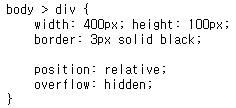 body > div {
    width: 400px; height: 100px;
    border: 3px solid black;

    position: relative;
    overflow: hidden;
}